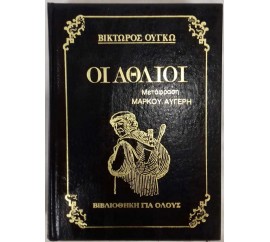 ΒΙΚΤΩΡΟΣ ΟΥΓΚΩ
ΟΙ ΑΘΛΙΟΙ
Μετάφραση
ΜΑΡΚΟΥ ΑΥΓΕΡΗ
ΒΙΒΛΙΟΘΗΚΗ ΓΙΑ ΟΛΟΥΣ